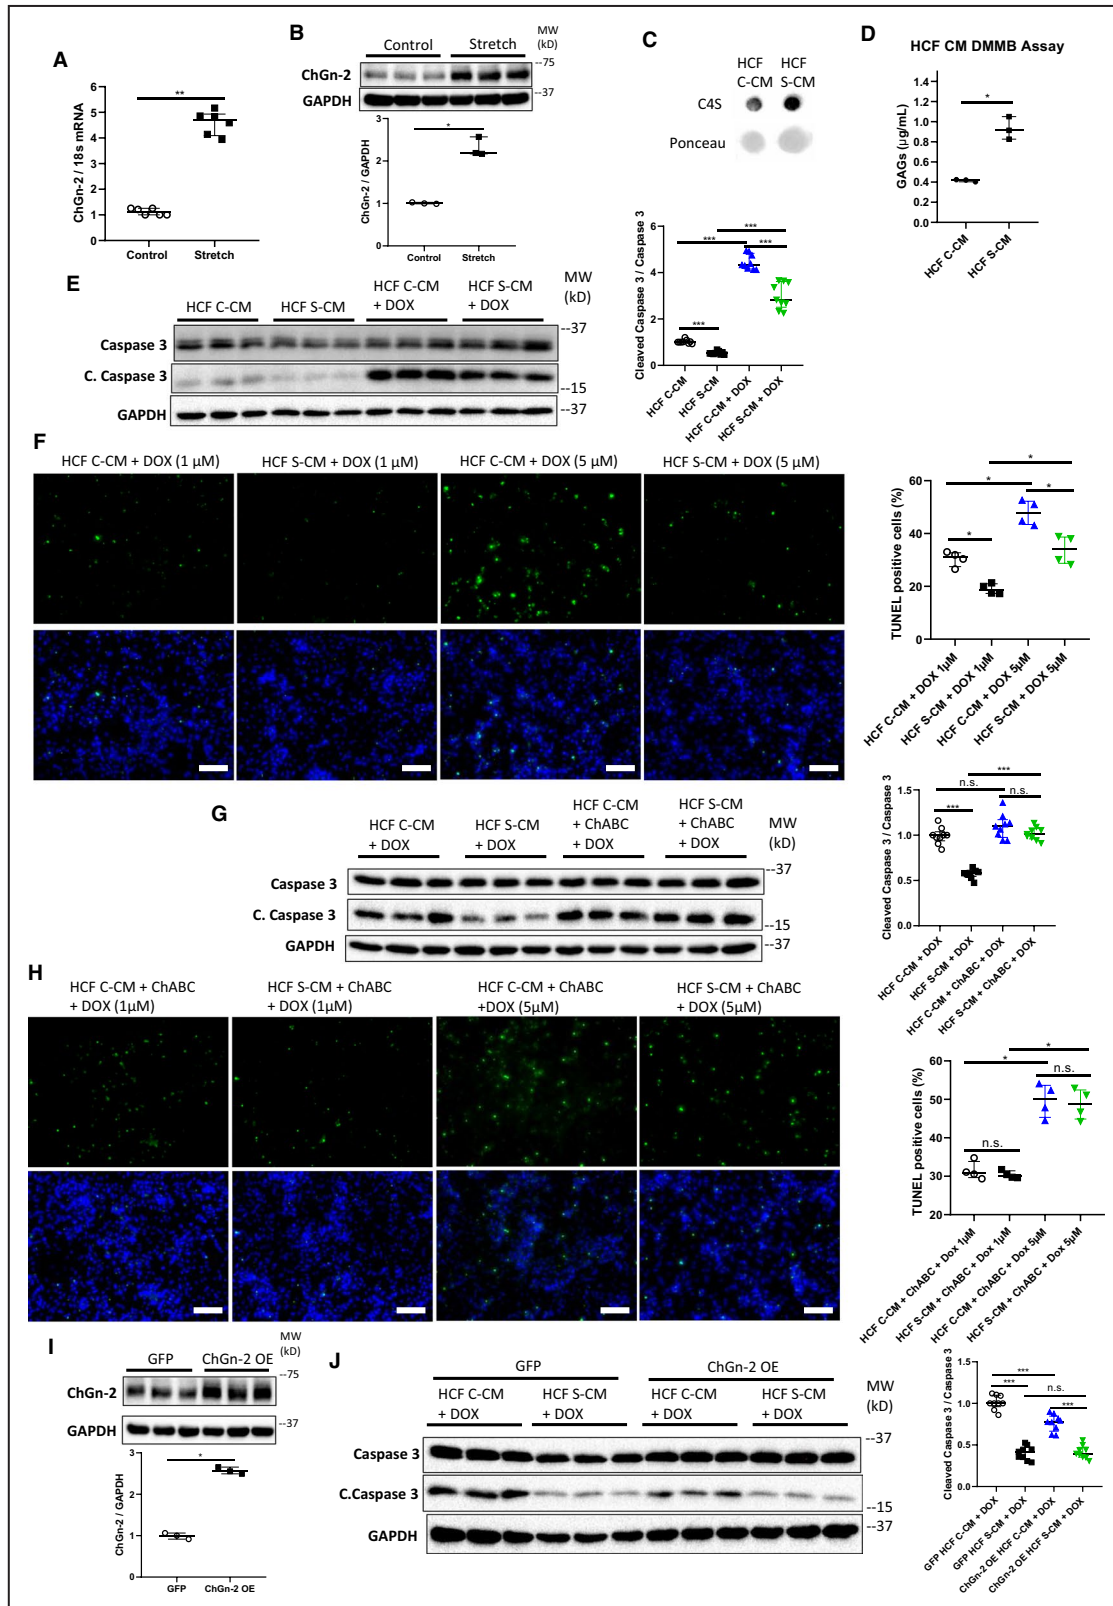 A
ChGn-2 / 18s mRNA
6
5
4
3
2
1
0
**
Control
Stretch
B
Control
Stretch
MW
(kD)
ChGn-2
--75
GAPDH
--37
ChGn-2 / GAPDH
3
2
1
0
*
Control
Stretch
C
HCF
C-CM
HCF
S-CM
C4S
Ponceau
D
HCF CM DMMB Assay
GAGs (µg/mL)
1.4
1.2
1.0
0.8
0.6
0.4
0.2
0.0
*
HCF C-CM
HCF S-CM
E
HCF C-CM
HCF S-CM
HCF C-CM
+ DOX
HCF S-CM
+ DOX
MW
(kD)
Caspase 3
--37
C. Caspase 3
--15
GAPDH
--37
Cleaved Caspase 3 / Caspase 3
6
4
2
0
***
***
***
***
HCF C-CM
HCF S-CM
HCF C-CM + DOX
HCF S-CM + DOX
F
HCF C-CM + DOX (1 µM)
HCF S-CM + DOX (1 µM)
HCF C-CM + DOX (5 µM)
HCF S-CM + DOX (5 µM)
TUNEL positive cells (%)
60
40
20
0
*
*
*
*
HCF C-CM + DOX 1µM
HCF S-CM + DOX 1µM
HCF C-CM + DOX 5µM
HCF S-CM + DOX 5µM
G
HCF C-CM
+ DOX
HCF S-CM
+ DOX
HCF C-CM
+ ChABC
+ DOX
HCF S-CM
+ ChABC
+ DOX
MW
(kD)
Caspase 3
--37
C. Caspase 3
--15
GAPDH
--37
Cleaved Caspase 3 / Caspase 3
1.5
1.0
0.5
0.0
***
n.s.
***
n.s.
HCF C-CM + DOX
HCF S-CM + DOX
HCF C-CM + ChABC + DOX
HCF S-CM + ChABC + DOX
H
HCF C-CM + ChABC
+ DOX (1µM)
HCF S-CM + ChABC
+ DOX (1µM)
HCF C-CM + ChABC
+DOX (5µM)
HCF S-CM + ChABC
+ DOX (5µM)
TUNEL positive cells (%)
60
50
40
30
20
*
*
n.s.
n.s.
HCF C-CM + ChABC + Dox 1µM
HCF S-CM + ChABC + Dox 1µM
HCF C-CM + ChABC + Dox 5µM
HCF S-CM + ChABC + Dox 5µM
I
GFP
ChGn-2 OE
MW
(kD)
ChGn-2
--75
GAPDH
--37
ChGn-2 / GAPDH
3
2
1
0
*
GFP
ChGn-2 OE
J
GFP
ChGn-2 OE
HCF C-CM
+ DOX
HCF S-CM
+ DOX
HCF C-CM
+ DOX
HCF S-CM
+ DOX
MW
(kD)
Caspase 3
--37
C.Caspase 3
--15
GAPDH
--37
Cleaved Caspase 3 / Caspase 3
1.5
1.0
0.5
0.0
***
***
n.s.
***
GFP HCF C-CM + DOX
GFP HCF S-CM + DOX
ChGn-2 OE HCF C-CM + DOX
ChGn-2 OE HCF S-CM + DOX